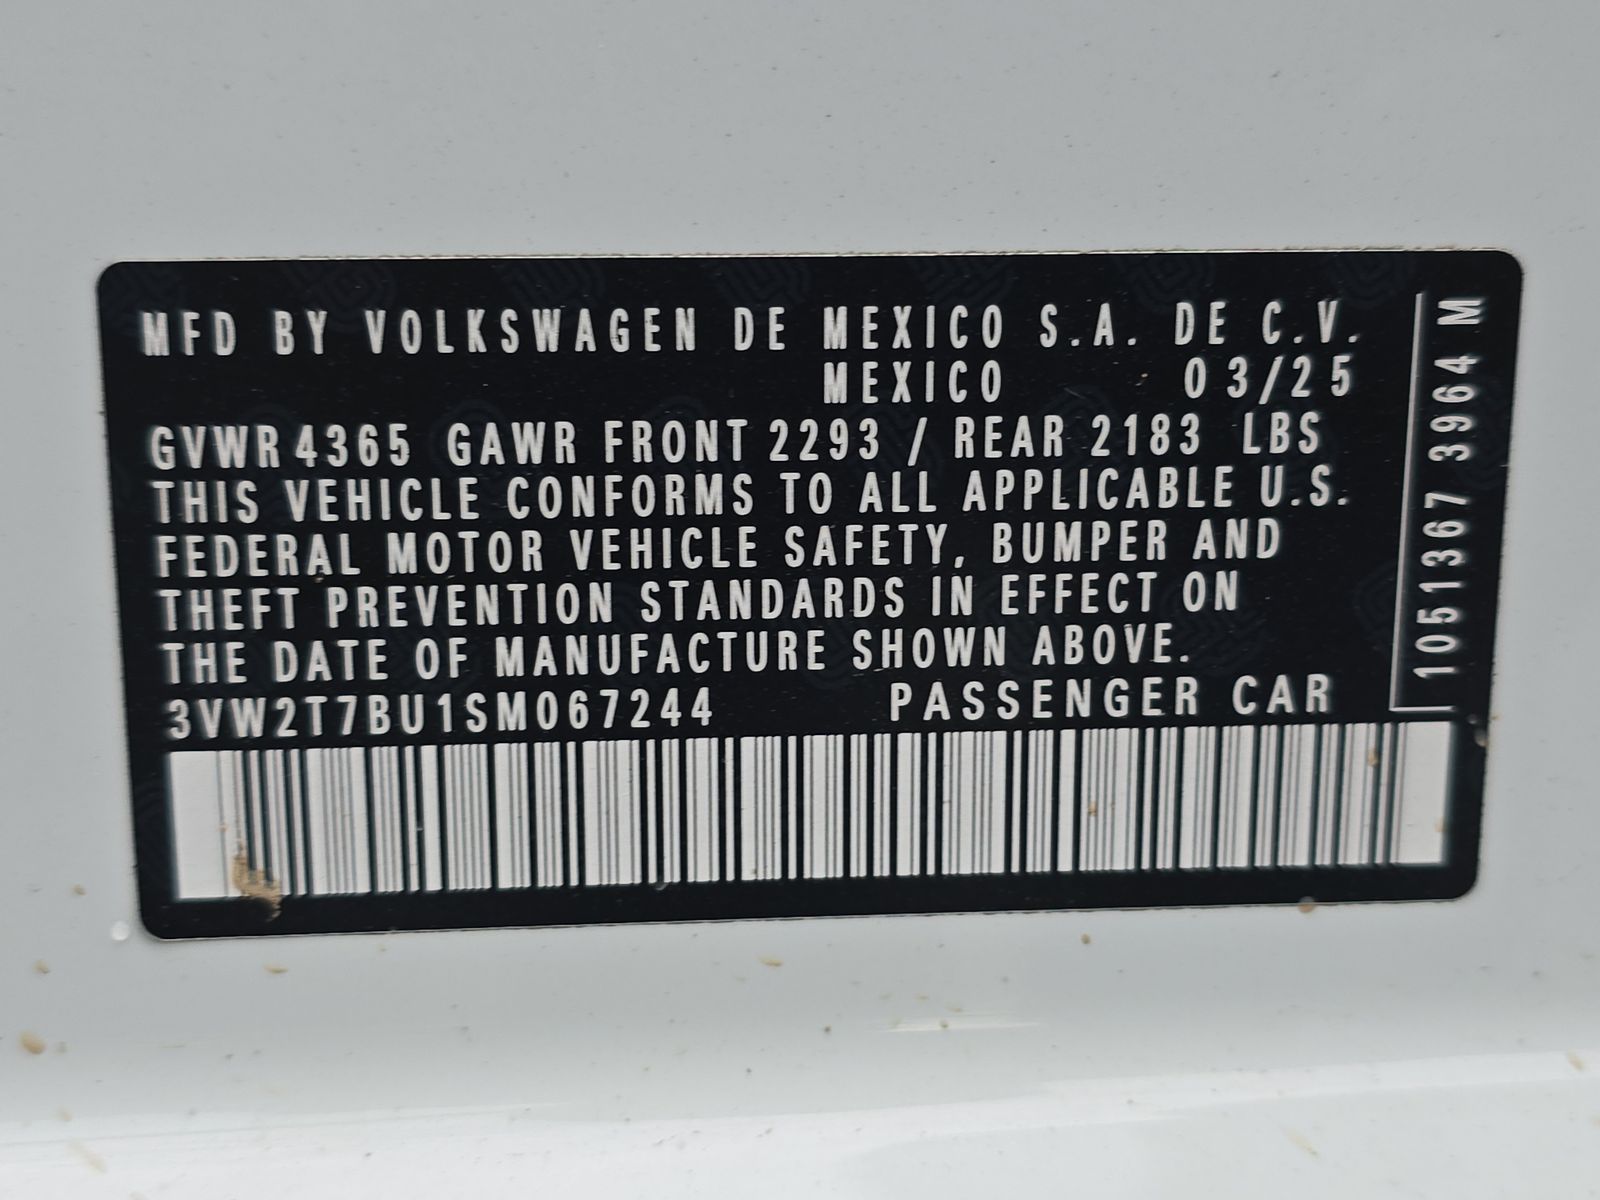 MFD BY VOLKSWAGEN DE MEXICO S.A. DE C.V.
MEXICO 03/25
GVWR 4365 GAWR FRONT 2293 / REAR 2183 LBS
THIS VEHICLE CONFORMS TO ALL APPLICABLE U.S.
FEDERAL MOTOR VEHICLE SAFETY, BUMPER AND
THEFT PREVENTION STANDARDS IN EFFECT ON
THE DATE OF MANUFACTURE SHOWN ABOVE.
3VW2T7BU1SM067244 PASSENGER CAR
1051367 3964 M